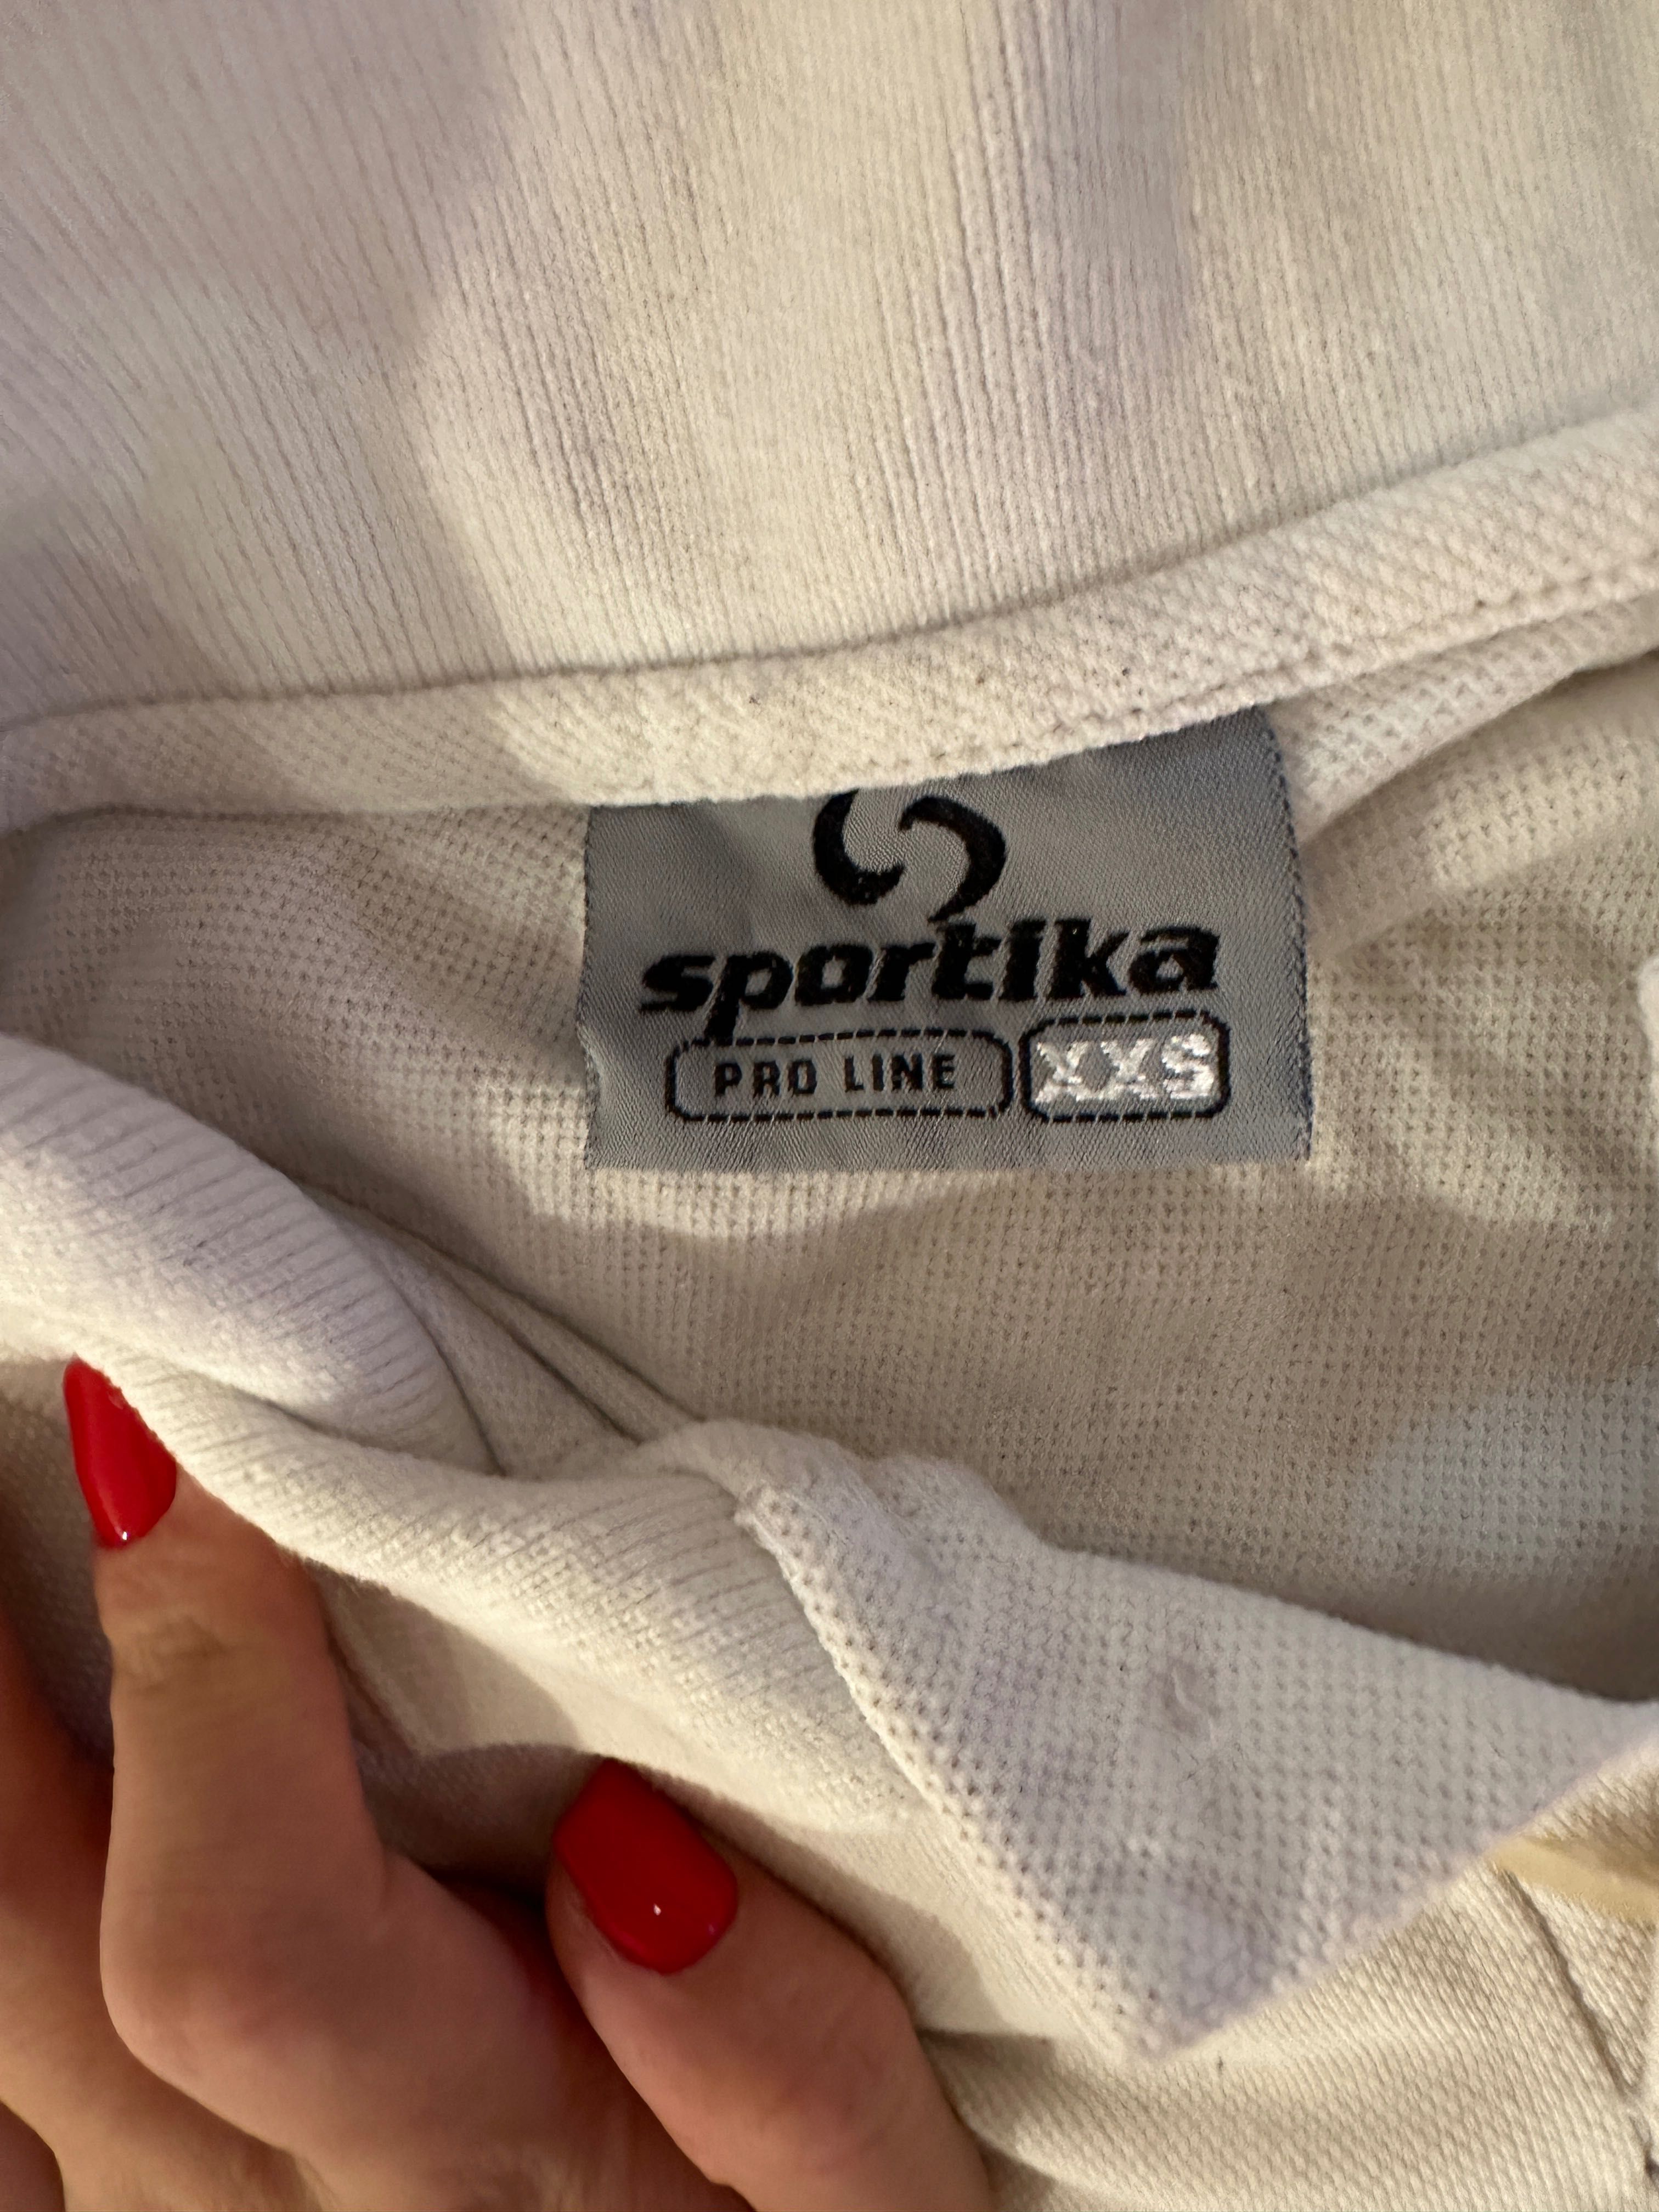 sportika
PRO LINE XXS